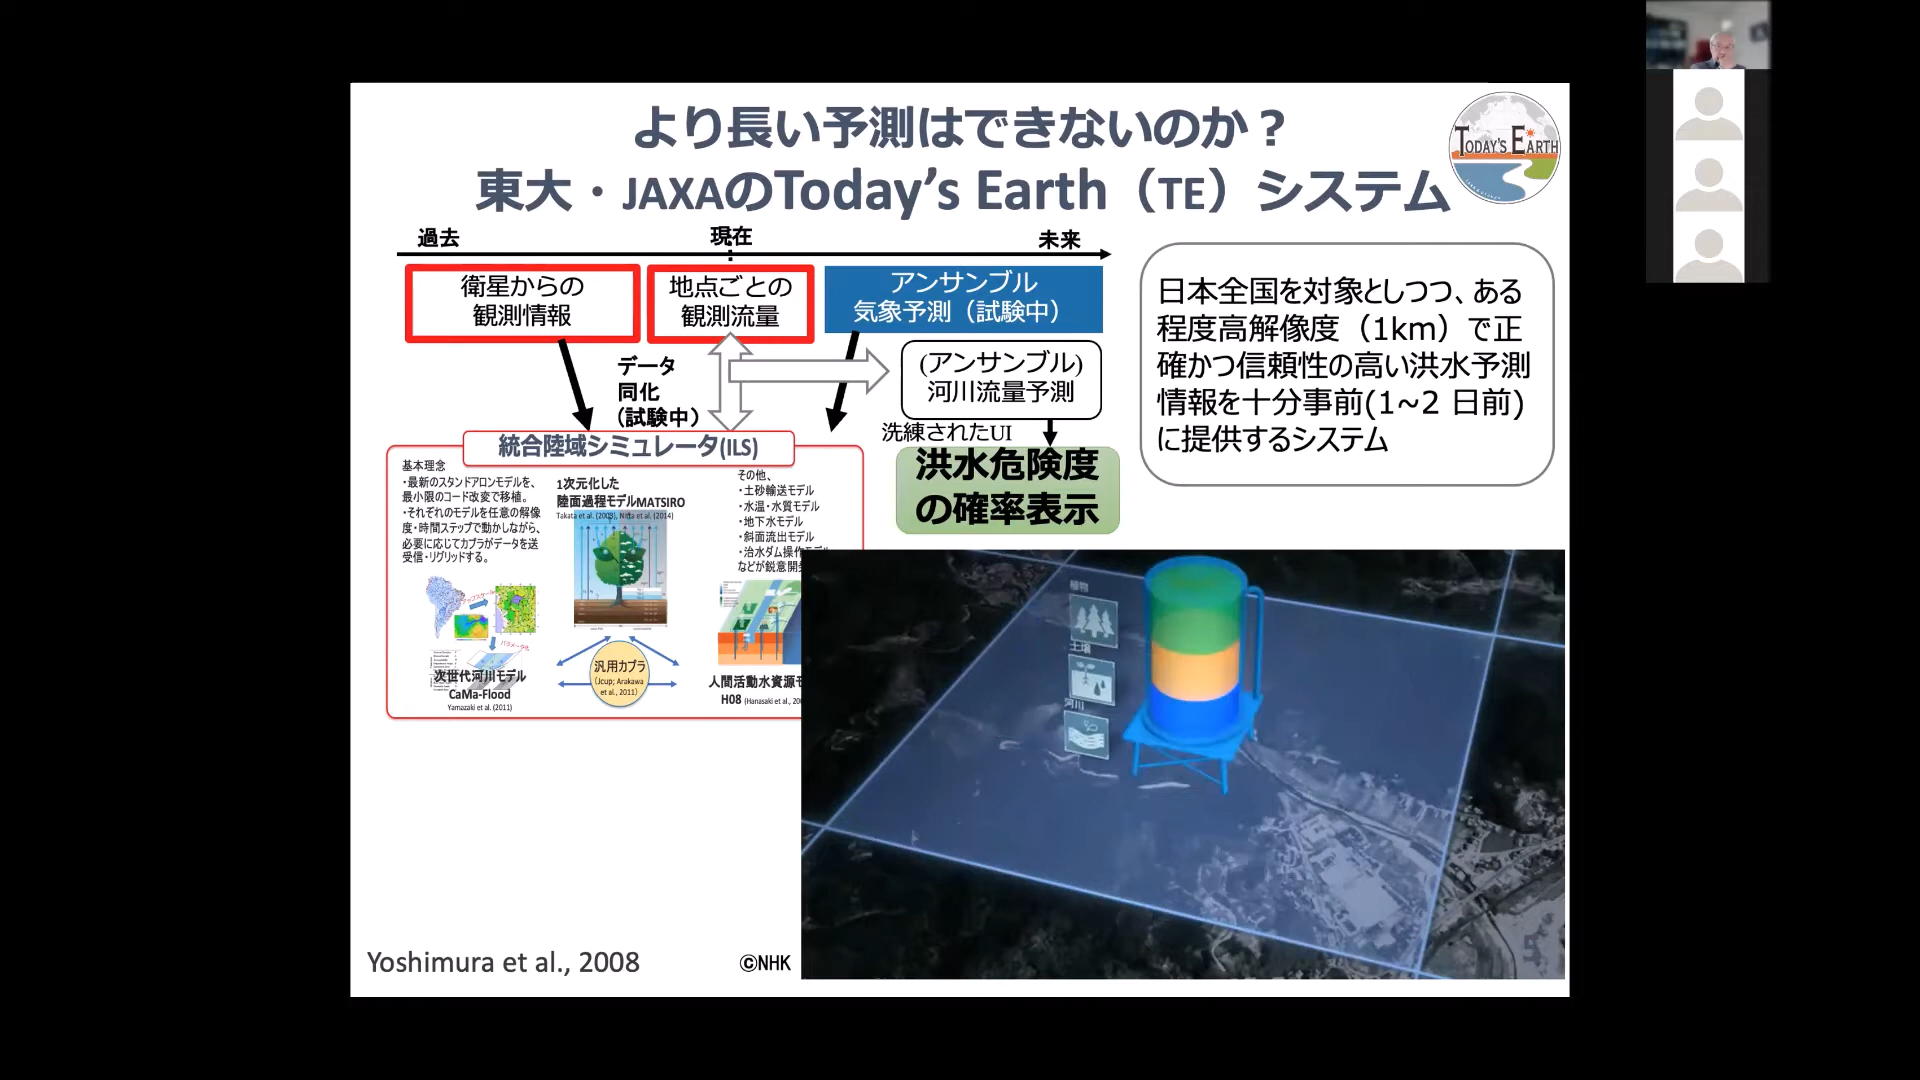 より長い予測はできないのか？
東大・JAXAのToday's Earth（TE）システム
TODAY'S EARTH
過去
現在
未来
衛星からの
観測情報
地点ごとの
観測流量
アンサンブル
気象予測（試験中）
データ
同化
（試験中）
(アンサンブル)
河川流量予測
洗練されたUI
洪水危険度
の確率表示
日本全国を対象としつつ、ある
程度高解像度（1km）で正
確かつ信頼性の高い洪水予測
情報を十分事前(1~2 日前)
に提供するシステム
統合陸域シミュレータ(ILS)
基本理念
・最新のスタンドアロンモデルを、
最小限のコード改変で移植。
・それぞれのモデルを任意の解像
度・時間ステップで動かしながら、
必要に応じてカプラがデータを送
受信・リグリッドする。
1次元化した
陸面過程モデルMATSIRO
Takata et al. (2003), Nitta et al. (2014)
その他、
・土砂輸送モデル
・水温・水質モデル
・地下水モデル
・斜面流出モデル
・治水ダム操作モデル
などが鋭意開発
次世代河川モデル
CaMa-Flood
Yamazaki et al. (2011)
汎用カプラ
(Jcup; Arakawa
et al., 2011)
人間活動水資源モ
H08 (Hanasaki et al., 20
植物
土壌
河川
Yoshimura et al., 2008
©NHK